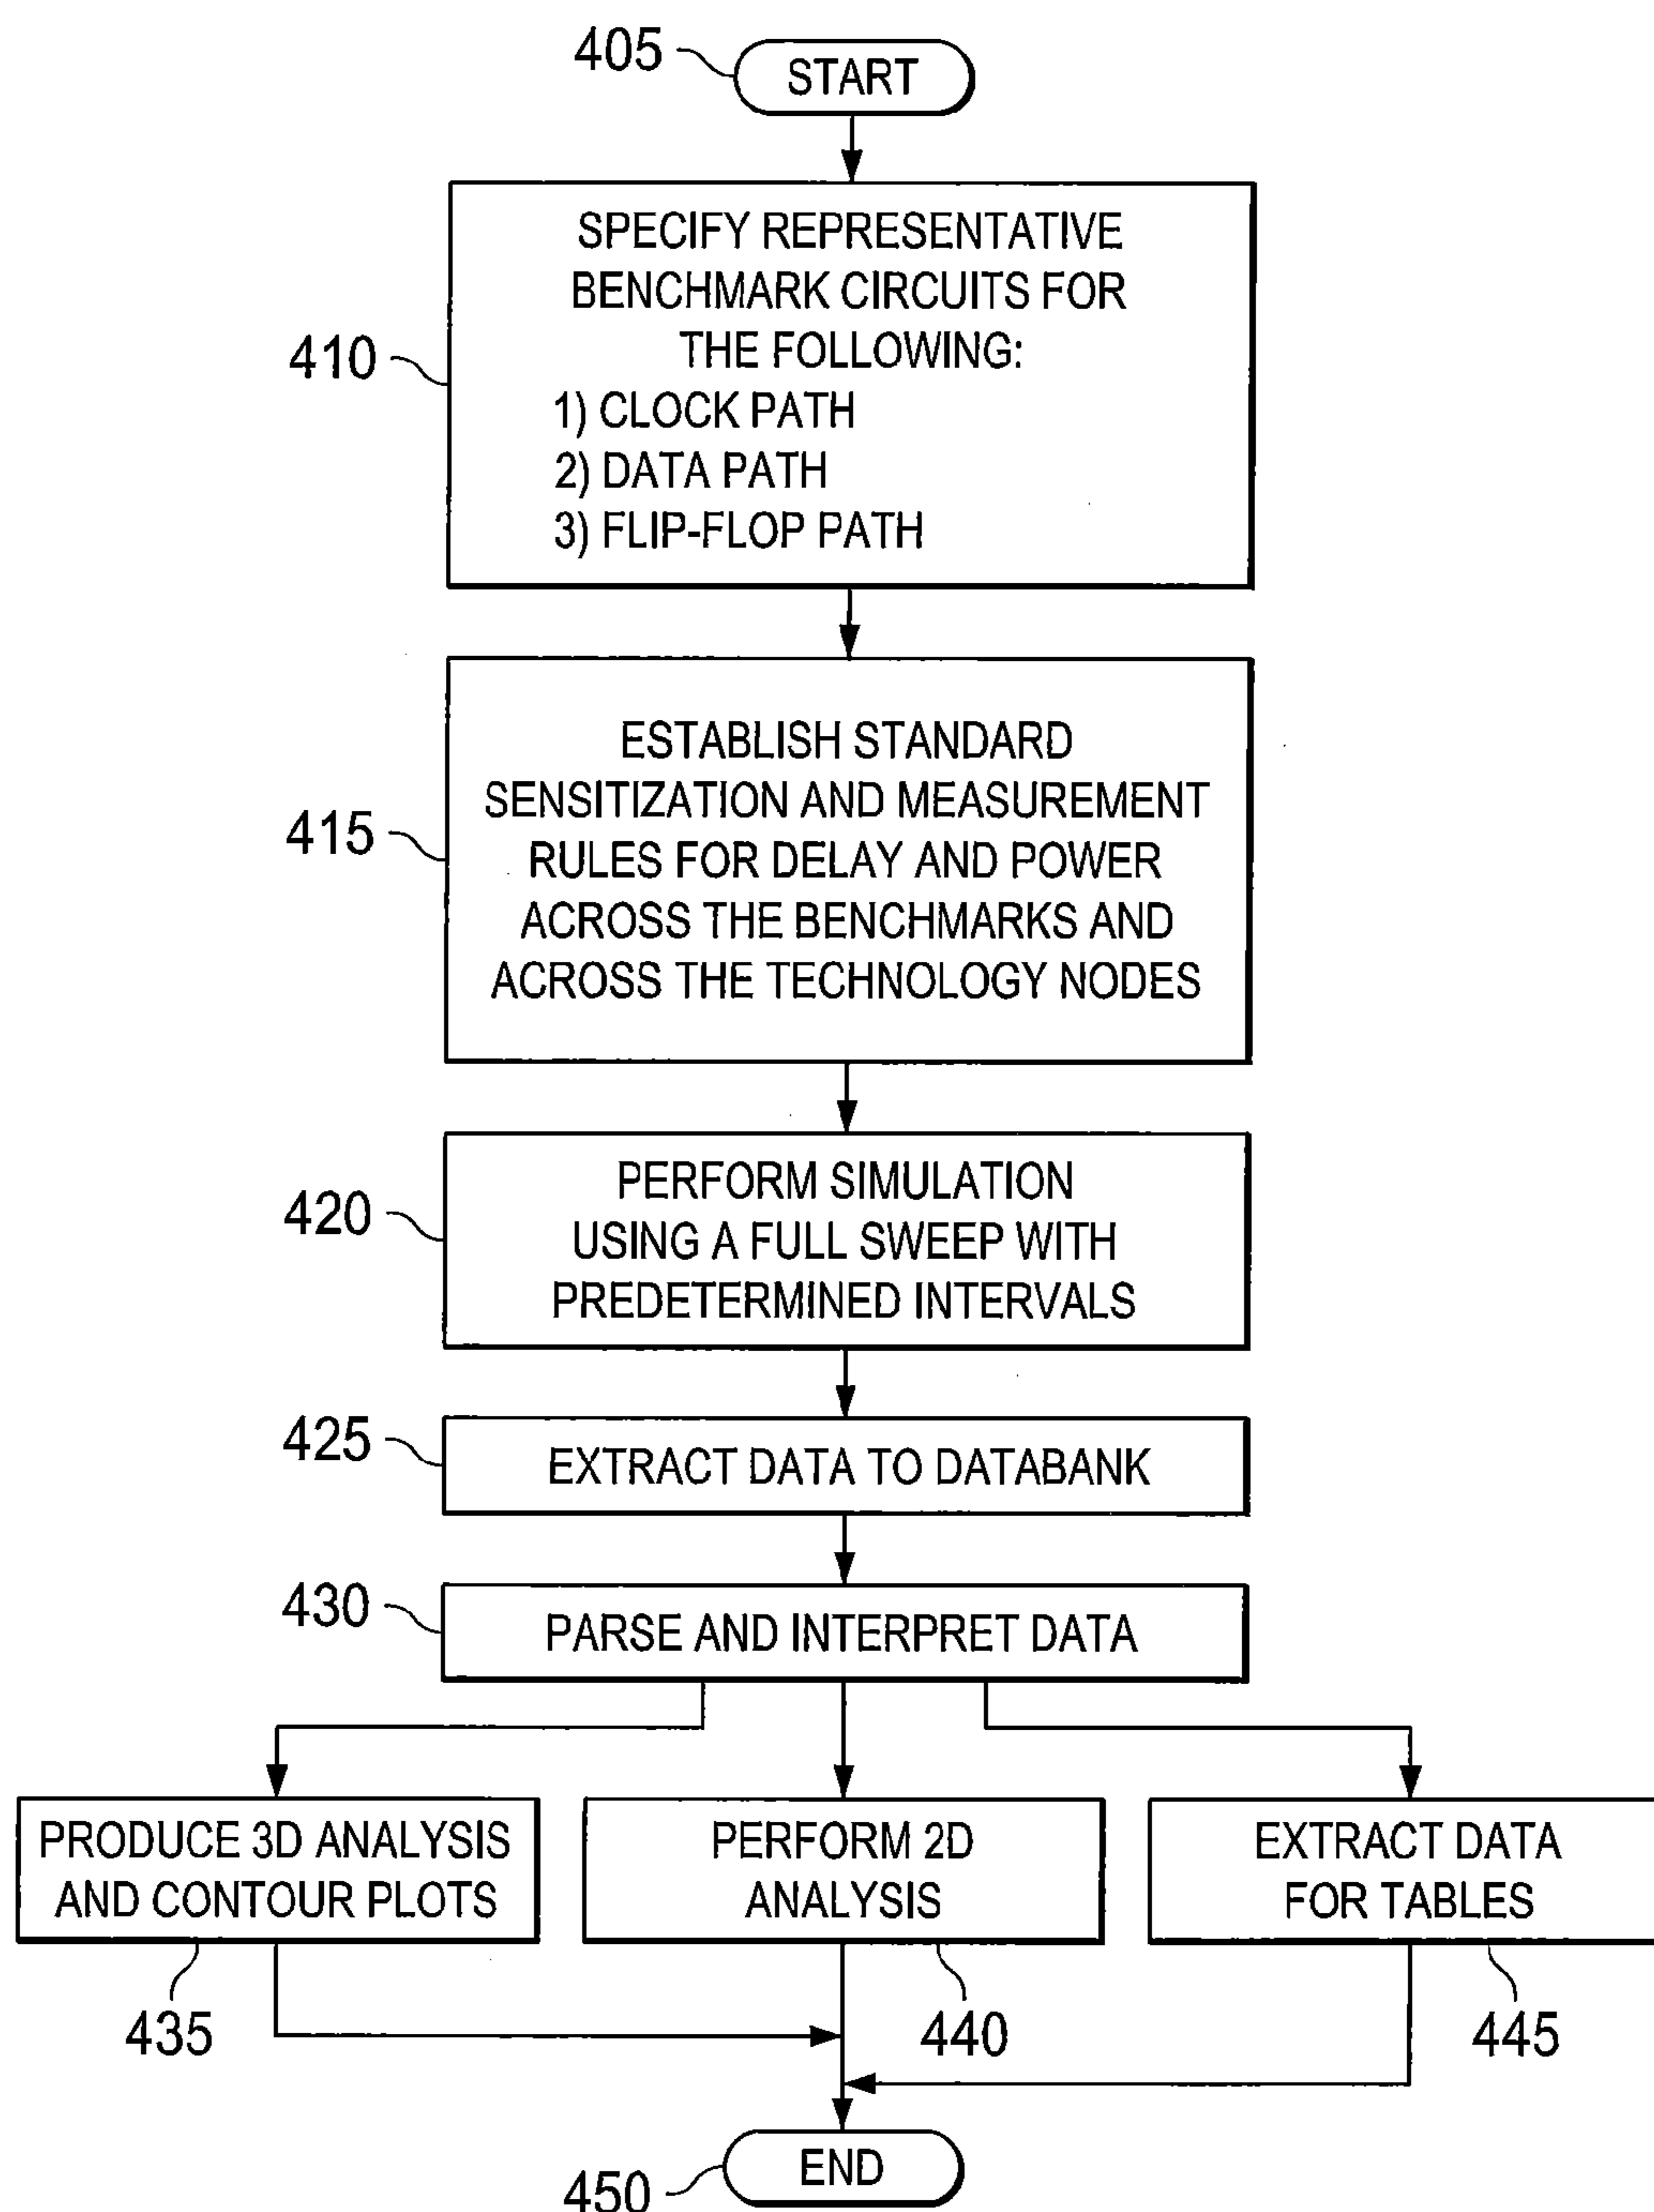 405
START
SPECIFY REPRESENTATIVE
BENCHMARK CIRCUITS FOR
THE FOLLOWING:
410
1) CLOCK PATH
2) DATA PATH
3) FLIP-FLOP PATH
ESTABLISH STANDARD
SENSITIZATION AND MEASUREMENT
415
RULES FOR DELAY AND POWER
ACROSS THE BENCHMARKS AND
ACROSS THE TECHNOLOGY NODES
PERFORM SIMULATION
420
USING A FULL SWEEP WITH
PREDETERMINED INTERVALS
425
EXTRACT DATA TO DATABANK
430
PARSE AND INTERPRET DATA
PRODUCE 3D ANALYSIS
AND CONTOUR PLOTS
PERFORM 2D
ANALYSIS
EXTRACT DATA
FOR TABLES
435
440
445
END
450